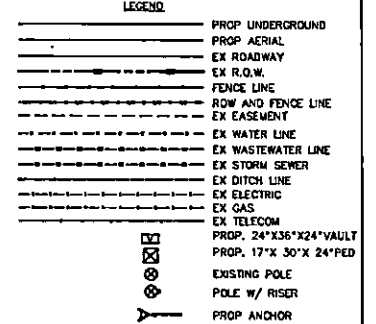 LEGEND
PROP UNDERGROUND
PROP AERIAL
EX ROADWAY
EX R.O.W.
FENCE LINE
ROW AND FENCE LINE
EX EASEMENT
EX WATER LINE
EX WASTEWATER LINE
EX STORM SEWER
EX DITCH LINE
EX ELECTRIC
EX GAS
EX TELECOM
PROP. 24"X36"X24"VAULT
PROP. 17"X 30"X 24"PED
EXISTING POLE
POLE W/ RISER
PROP ANCHOR